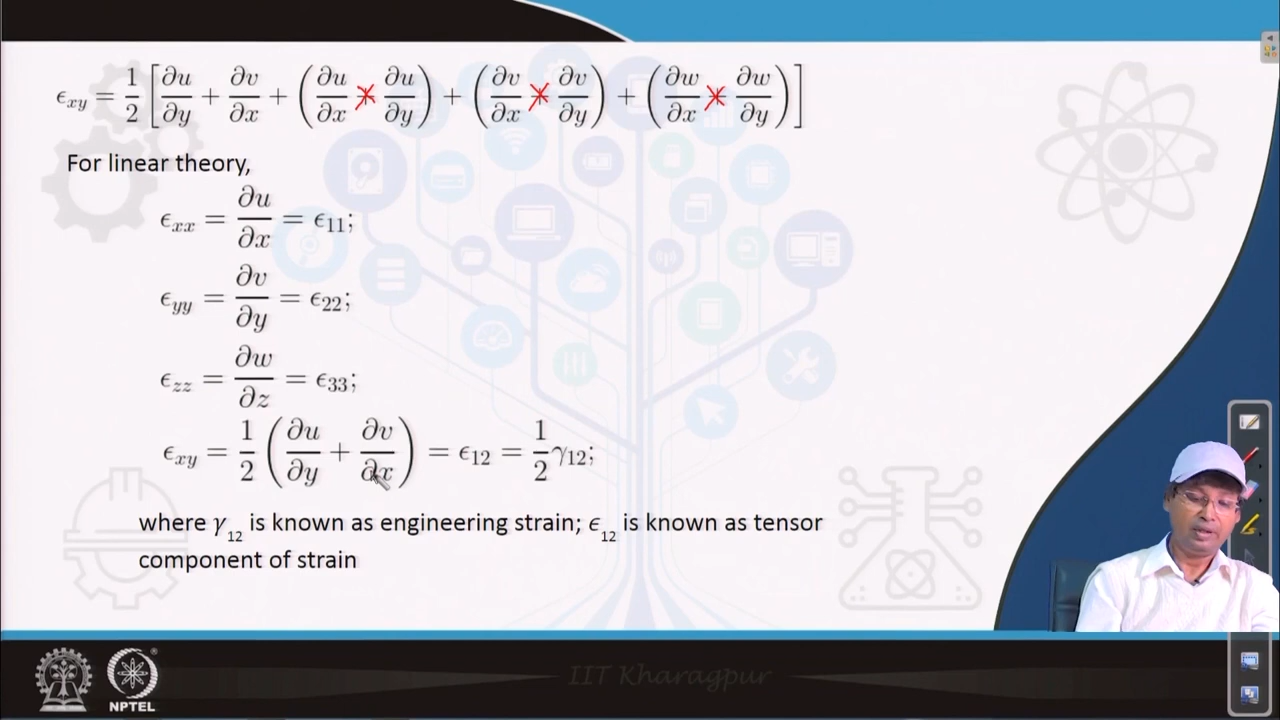 ϵ_xy = 1/2 [∂u/∂y + ∂v/∂x + (∂u/∂x * ∂u/∂y) + (∂v/∂x * ∂v/∂y) + (∂w/∂x * ∂w/∂y)]
For linear theory,
ϵ_xx = ∂u/∂x = ϵ_11;
ϵ_yy = ∂v/∂y = ϵ_22;
ϵ_zz = ∂w/∂z = ϵ_33;
ϵ_xy = 1/2 (∂u/∂y + ∂v/∂x) = ϵ_12 = 1/2 γ_12;
where γ_12 is known as engineering strain; ϵ_12 is known as tensor
component of strain
IIT Kharagpur
NPTEL